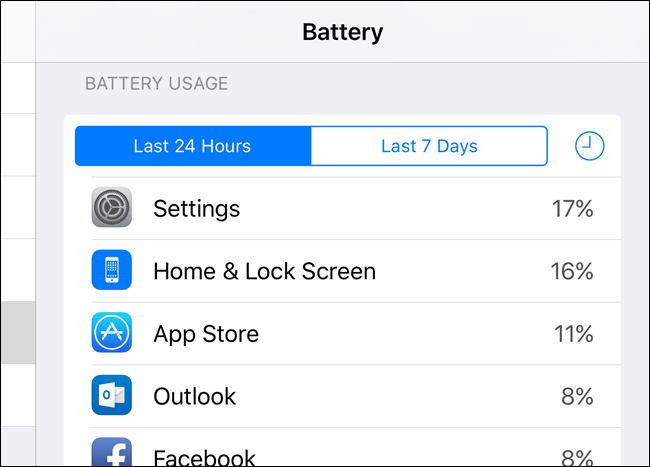 Battery
BATTERY USAGE
Last 24 Hours Last 7 Days
Settings 17%
Home & Lock Screen 16%
App Store 11%
Outlook 8%
Facebook 8%